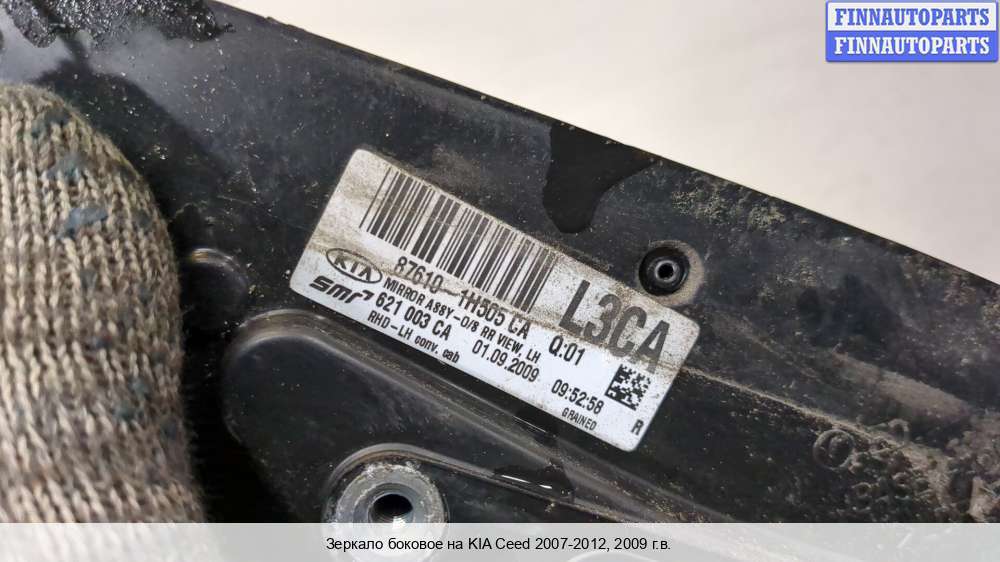 FINNAUTOPARTS
FINNAUTOPARTS
L3CA
KIA
87610-1H505 CA Q:01
MIRROR ASSY-O/S RR VIEW, LH
smr 621 003 CA 01.09.2009 09:52:58
RHD-LH conv. cab GRAINED R
Зеркало боковое на KIA Ceed 2007-2012, 2009 г.в.